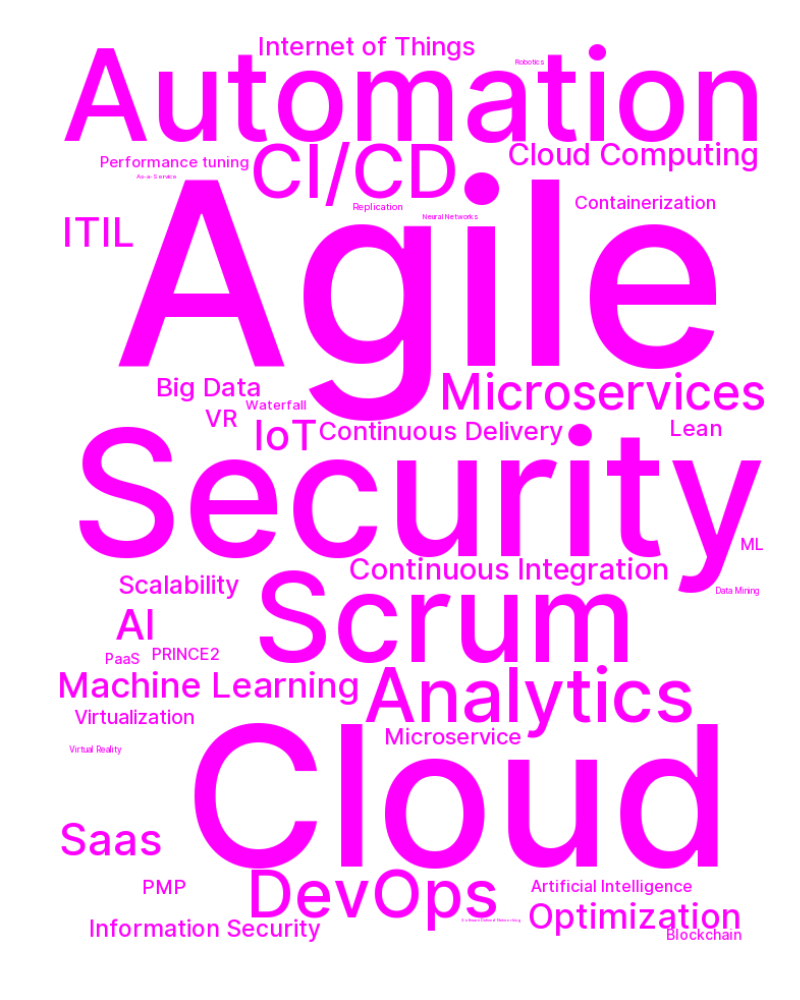 Internet of Things
Robotics
Automation
Performance tuning
CI/CD
Cloud Computing
As-a-Service
Replication
Neural Networks
Containerization
ITIL
Agile
Big Data
Microservices
VR
Waterfall
IoT
Continuous Delivery
Lean
Security
ML
Continuous Integration
Data Mining
Scalability
Scrum
AI
PaaS
PRINCE2
Machine Learning
Analytics
Virtualization
Microservice
Virtual Reality
Cloud
Saas
PMP
DevOps
Artificial Intelligence
Optimization
Information Security
Blockchain